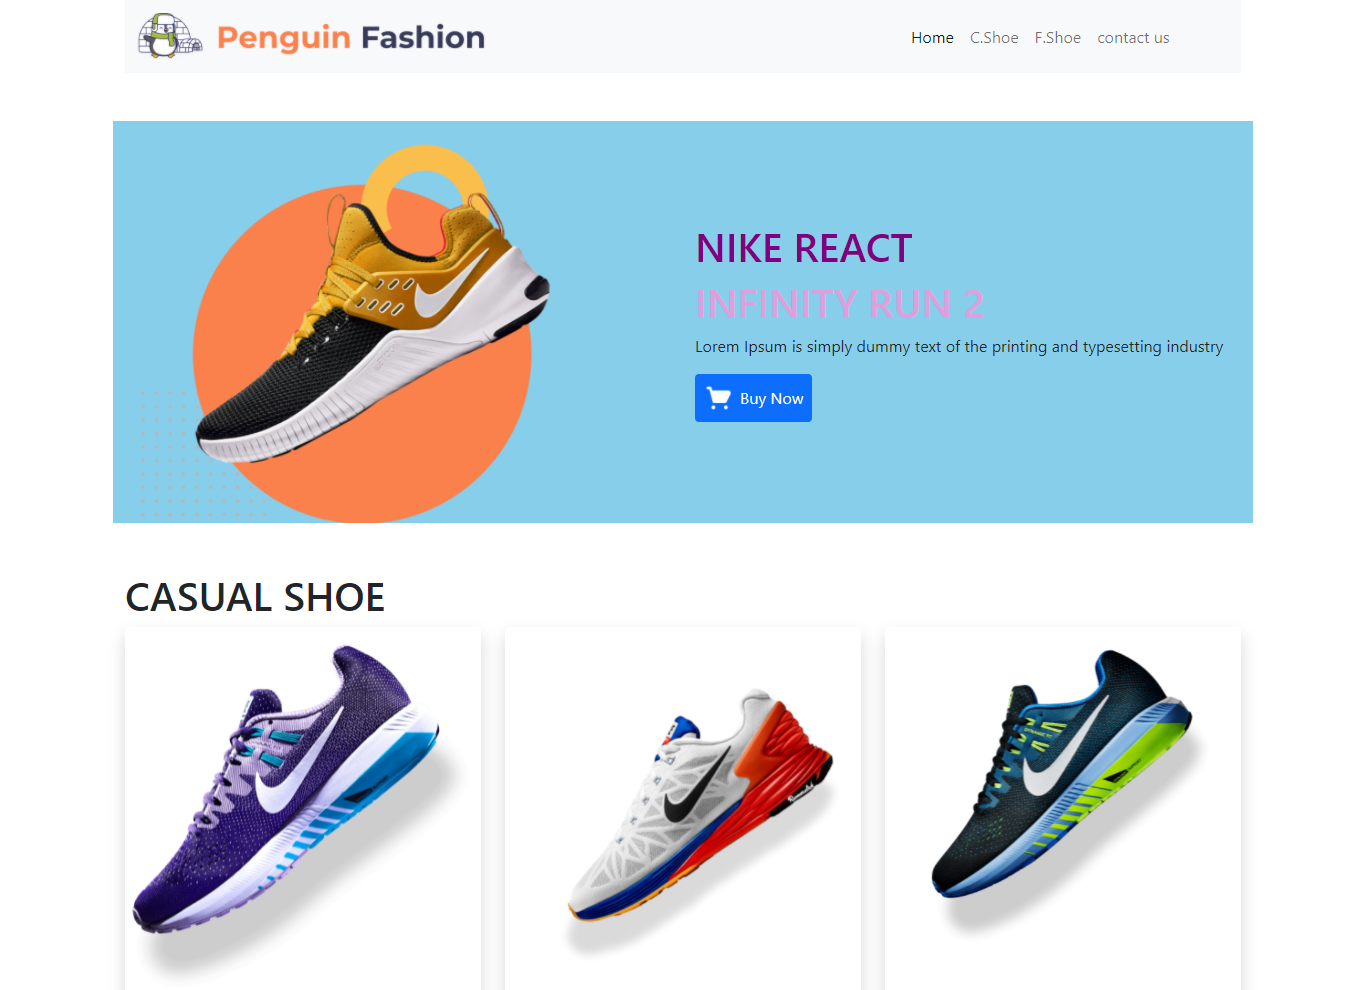 Penguin Fashion
Home C.Shoe F.Shoe contact us
NIKE REACT
INFINITY RUN 2
Lorem Ipsum is simply dummy text of the printing and typesetting industry
Buy Now
CASUAL SHOE